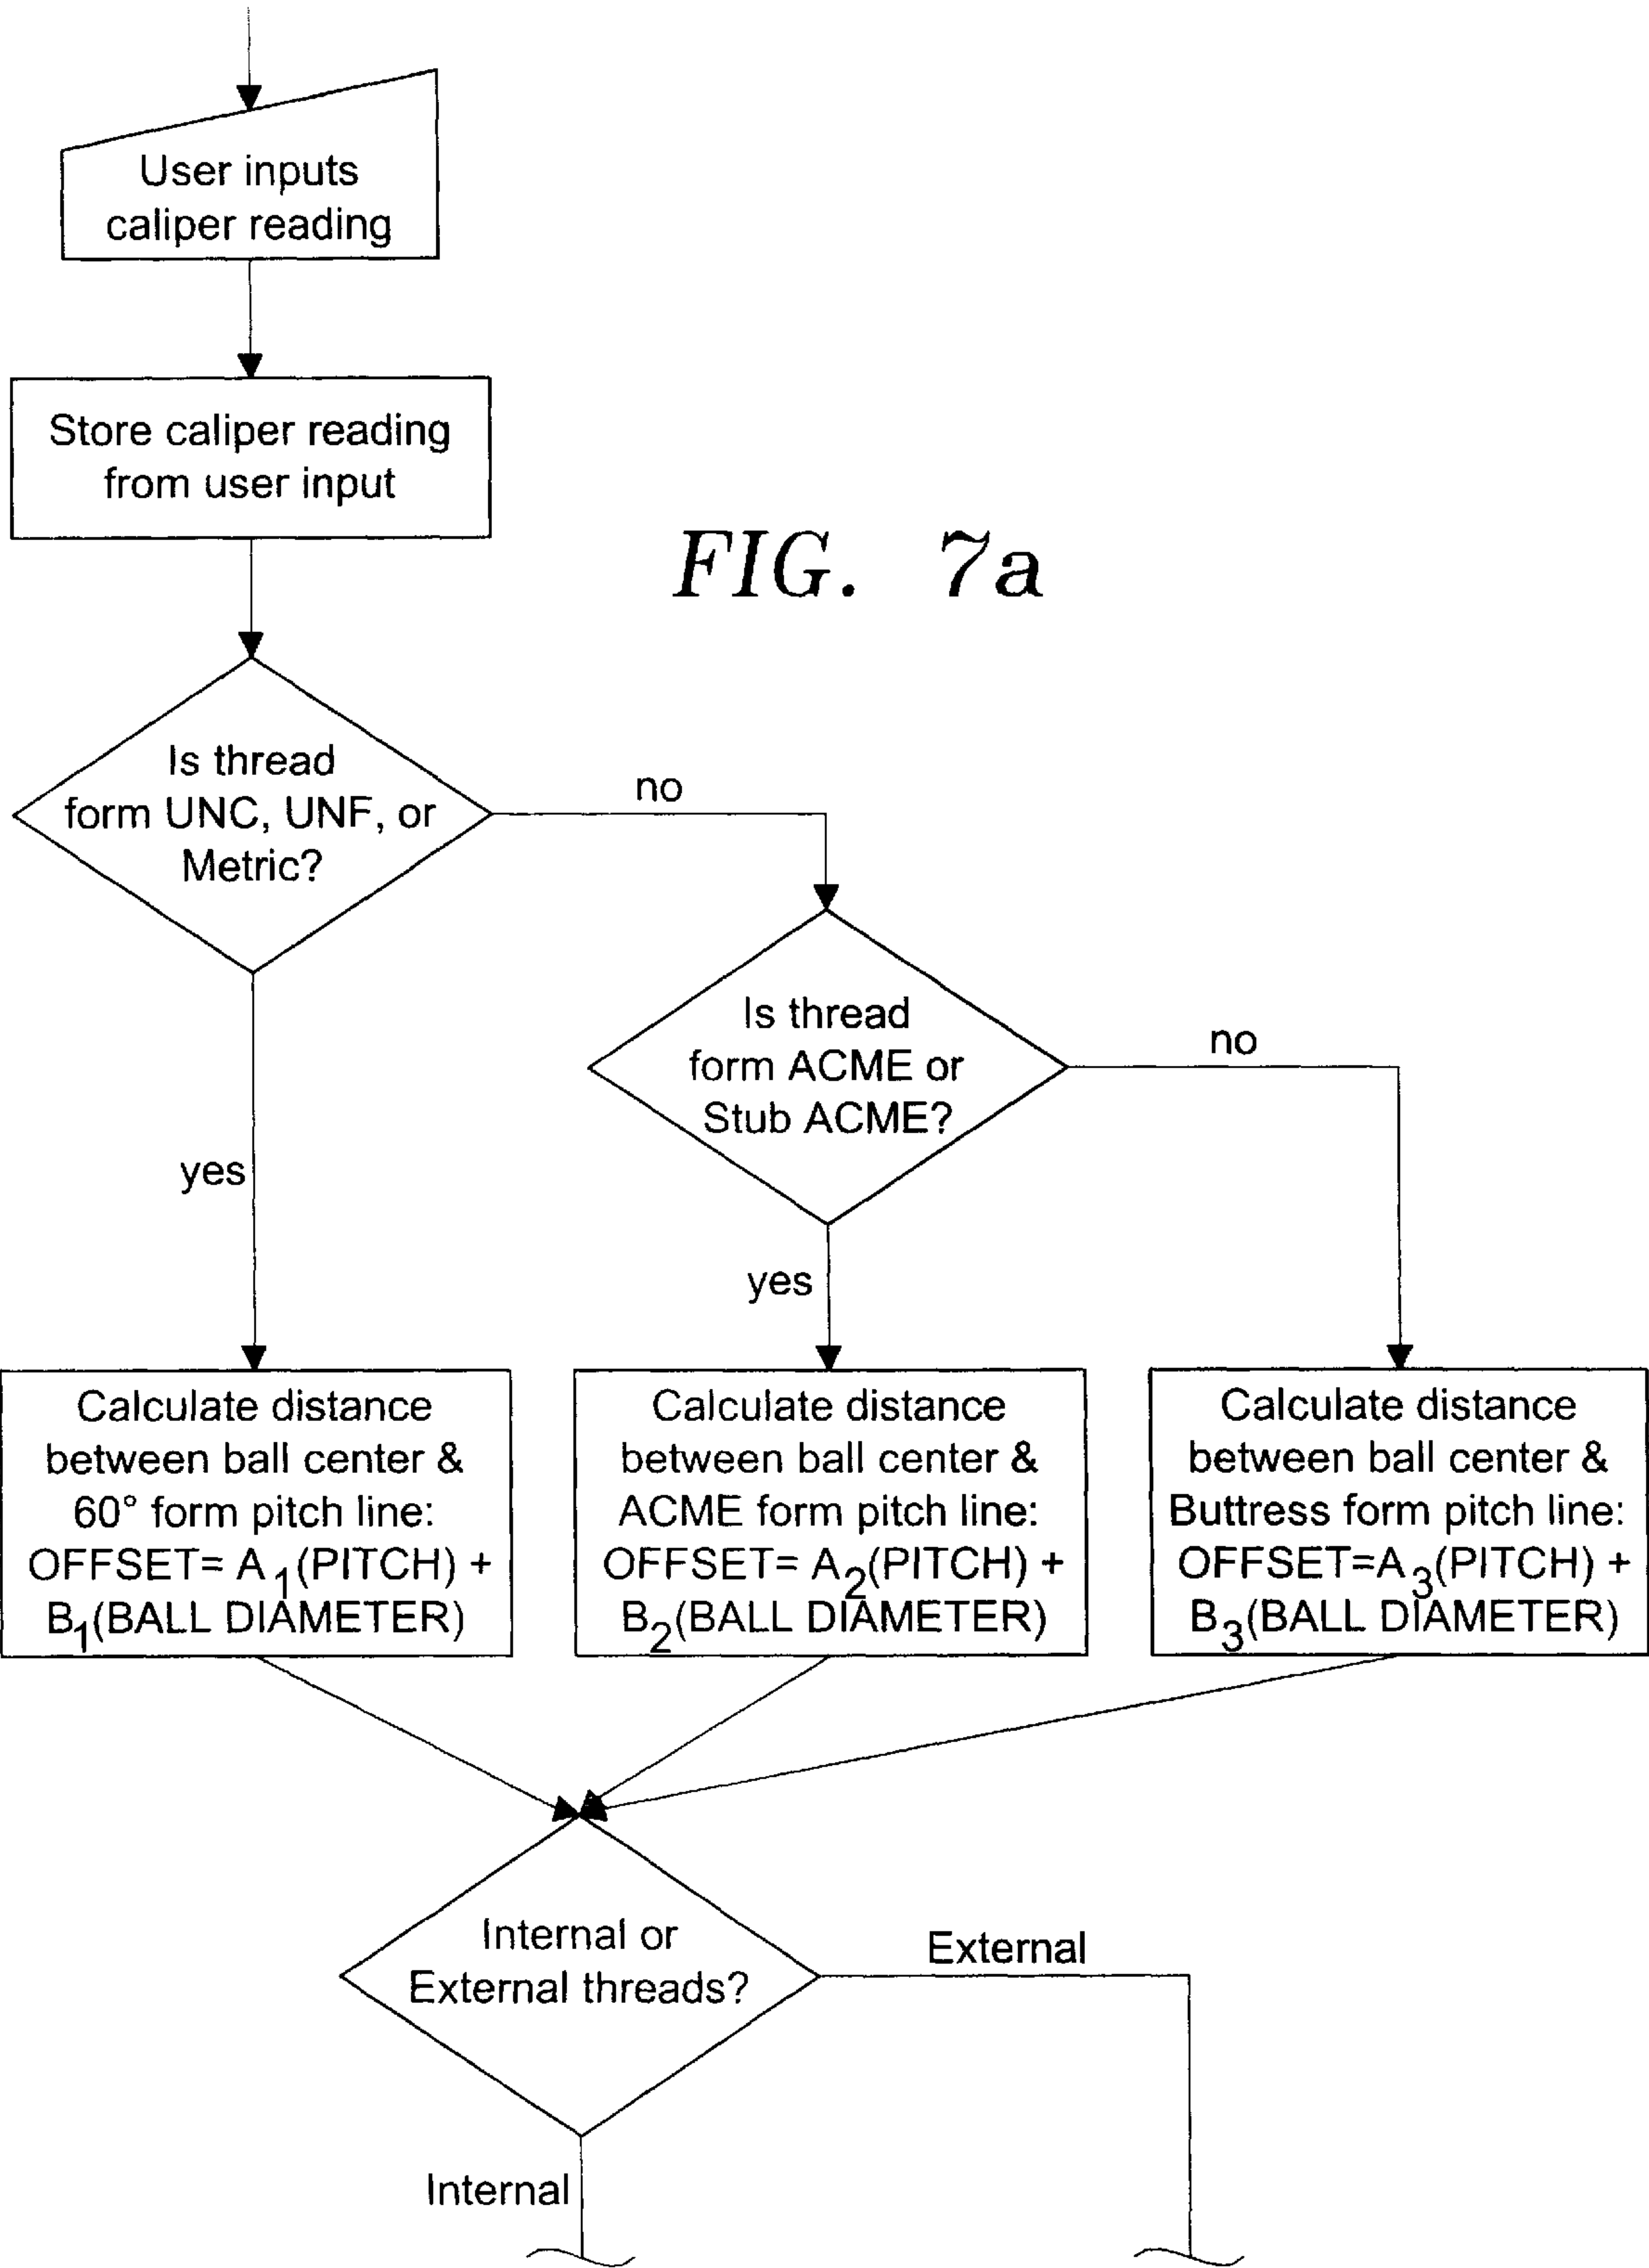 User inputs
caliper reading
Store caliper reading
from user input
FIG. 7a
Is thread
form UNC, UNF, or
Metric?
no
Is thread
form ACME or
Stub ACME?
no
yes
yes
Calculate distance
between ball center &
60° form pitch line:
OFFSET= A₁(PITCH) +
B₁(BALL DIAMETER)
Calculate distance
between ball center &
ACME form pitch line:
OFFSET= A₂(PITCH) +
B₂(BALL DIAMETER)
Calculate distance
between ball center &
Buttress form pitch line:
OFFSET=A₃(PITCH) +
B₃(BALL DIAMETER)
Internal or
External threads?
External
Internal